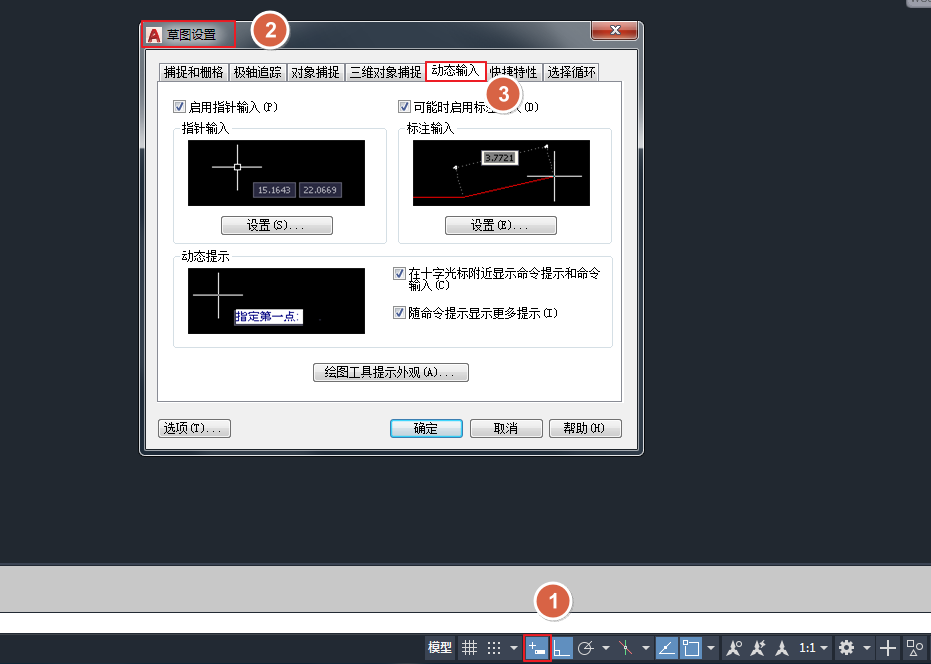 草图设置
2
捕捉和栅格 极轴追踪 对象捕捉 三维对象捕捉 动态输入 快捷特性 选择循环
3
启用指针输入(P)
可能时启用标注 (D)
指针输入
标注输入
15.1643 22.0669
3.7721
设置(S)...
设置(E)...
动态提示
指定第一点:
在十字光标附近显示命令提示和命令
输入(C)
随命令提示显示更多提示(I)
绘图工具提示外观(A)...
选项(T)...
确定
取消
帮助(H)
1
模型
1:1